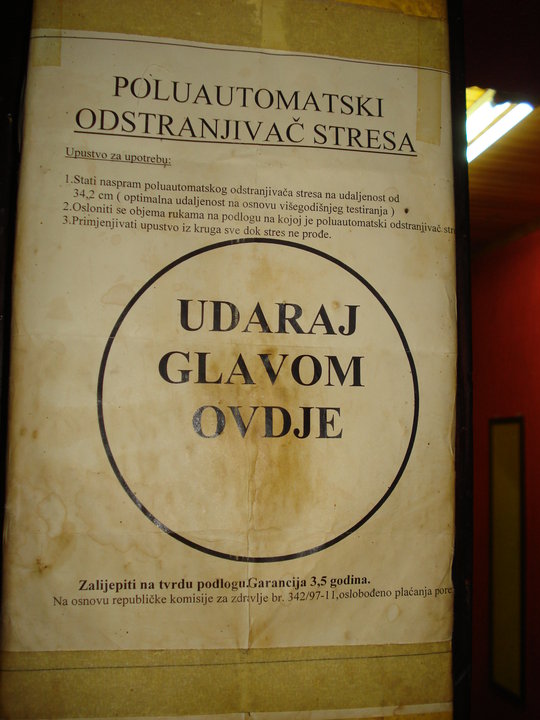 POLUAUTOMATSKI
ODSTRANJIVAČ STRESA
Upustvo za upotrebu:
1.Stati naspram poluautomatskog odstranjivača stresa na udaljenost od
34,2 cm ( optimalna udaljenost na osnovu višegodišnjeg testiranja )
2.Osloniti se objema rukama na podlogu na kojoj je poluautomatski odstranjivač
3.Primjenjivati upustvo iz kruga sve dok stres ne prođe.
UDARAJ
GLAVOM
OVDJE
Zalijepiti na tvrdu podlogu.Garancija 3,5 godina.
Na osnovu republičke komisije za zdravlje br. 342/97-11,oslobođeno plaćanja